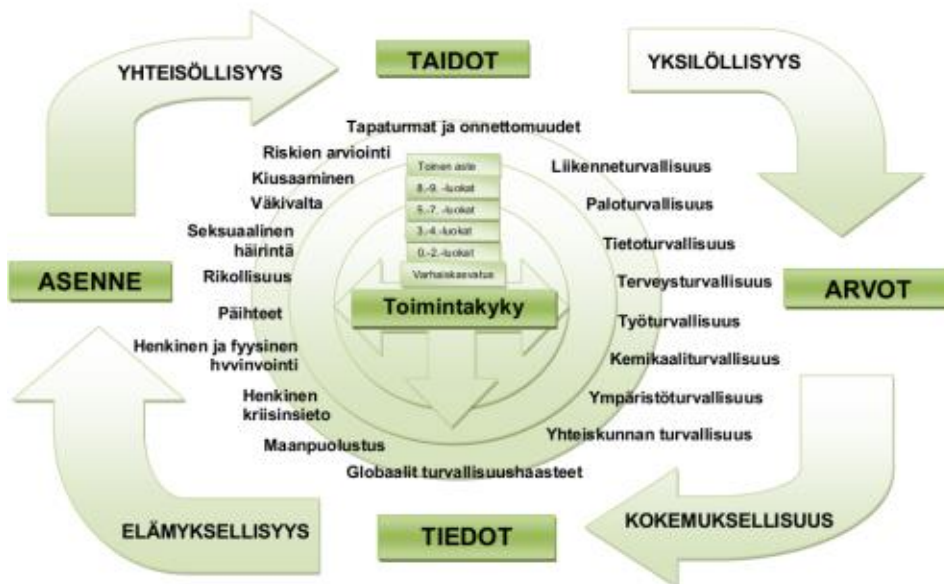 TAIDOT
YHTEISÖLLISYYS
YKSILÖLLISYYS
Tapaturmat ja onnettomuudet
Riskien arviointi
Kiusaaminen
Väkivalta
Seksuaalinen
häirintä
Rikollisuus
Päihteet
Henkinen ja fyysinen
hvvinvointi
Henkinen
kriisinsieto
Maanpuolustus
Globaalit turvallisuushaasteet
Toinen aste
8.-9. -luokat
5.-7. -luokat
3.-4. -luokat
0.-2. -luokat
Varhaiskasvatus
Toimintakyky
Liikenneturvallisuus
Paloturvallisuus
Tietoturvallisuus
Terveysturvallisuus
Työturvallisuus
Kemikaaliturvallisuus
Ympäristöturvallisuus
Yhteiskunnan turvallisuus
ASENNE
ARVOT
ELÄMYKSELLISYYS
TIEDOT
KOKEMUKSELLISUUS